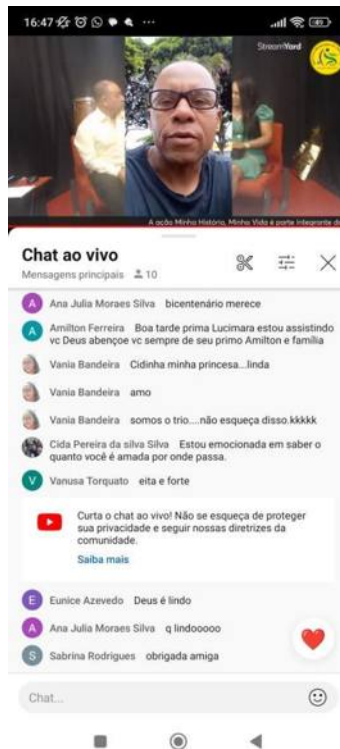 16:47
49
StreamYard
A ação Minha História, Minha Vida é parte integrante d
Chat ao vivo
Mensagens principais 10
A Ana Julia Moraes Silva bicentenário merece
A Amilton Ferreira Boa tarde prima Lucimara estou assistindo
vc Deus abençoe vc sempre de seu primo Amilton e família
Vania Bandeira Cidinha minha princesa...linda
Vania Bandeira amo
Vania Bandeira somos o trio....não esqueça disso.kkkkk
Cida Pereira da silva Silva Estou emocionada em saber o
quanto você é amada por onde passa.
V Vanusa Torquato eita e forte
Curta o chat ao vivo! Não se esqueça de proteger
sua privacidade e seguir nossas diretrizes da
comunidade.
Saiba mais
E Eunice Azevedo Deus é lindo
A Ana Julia Moraes Silva q lindooooo
S Sabrina Rodrigues obrigada amiga
Chat...